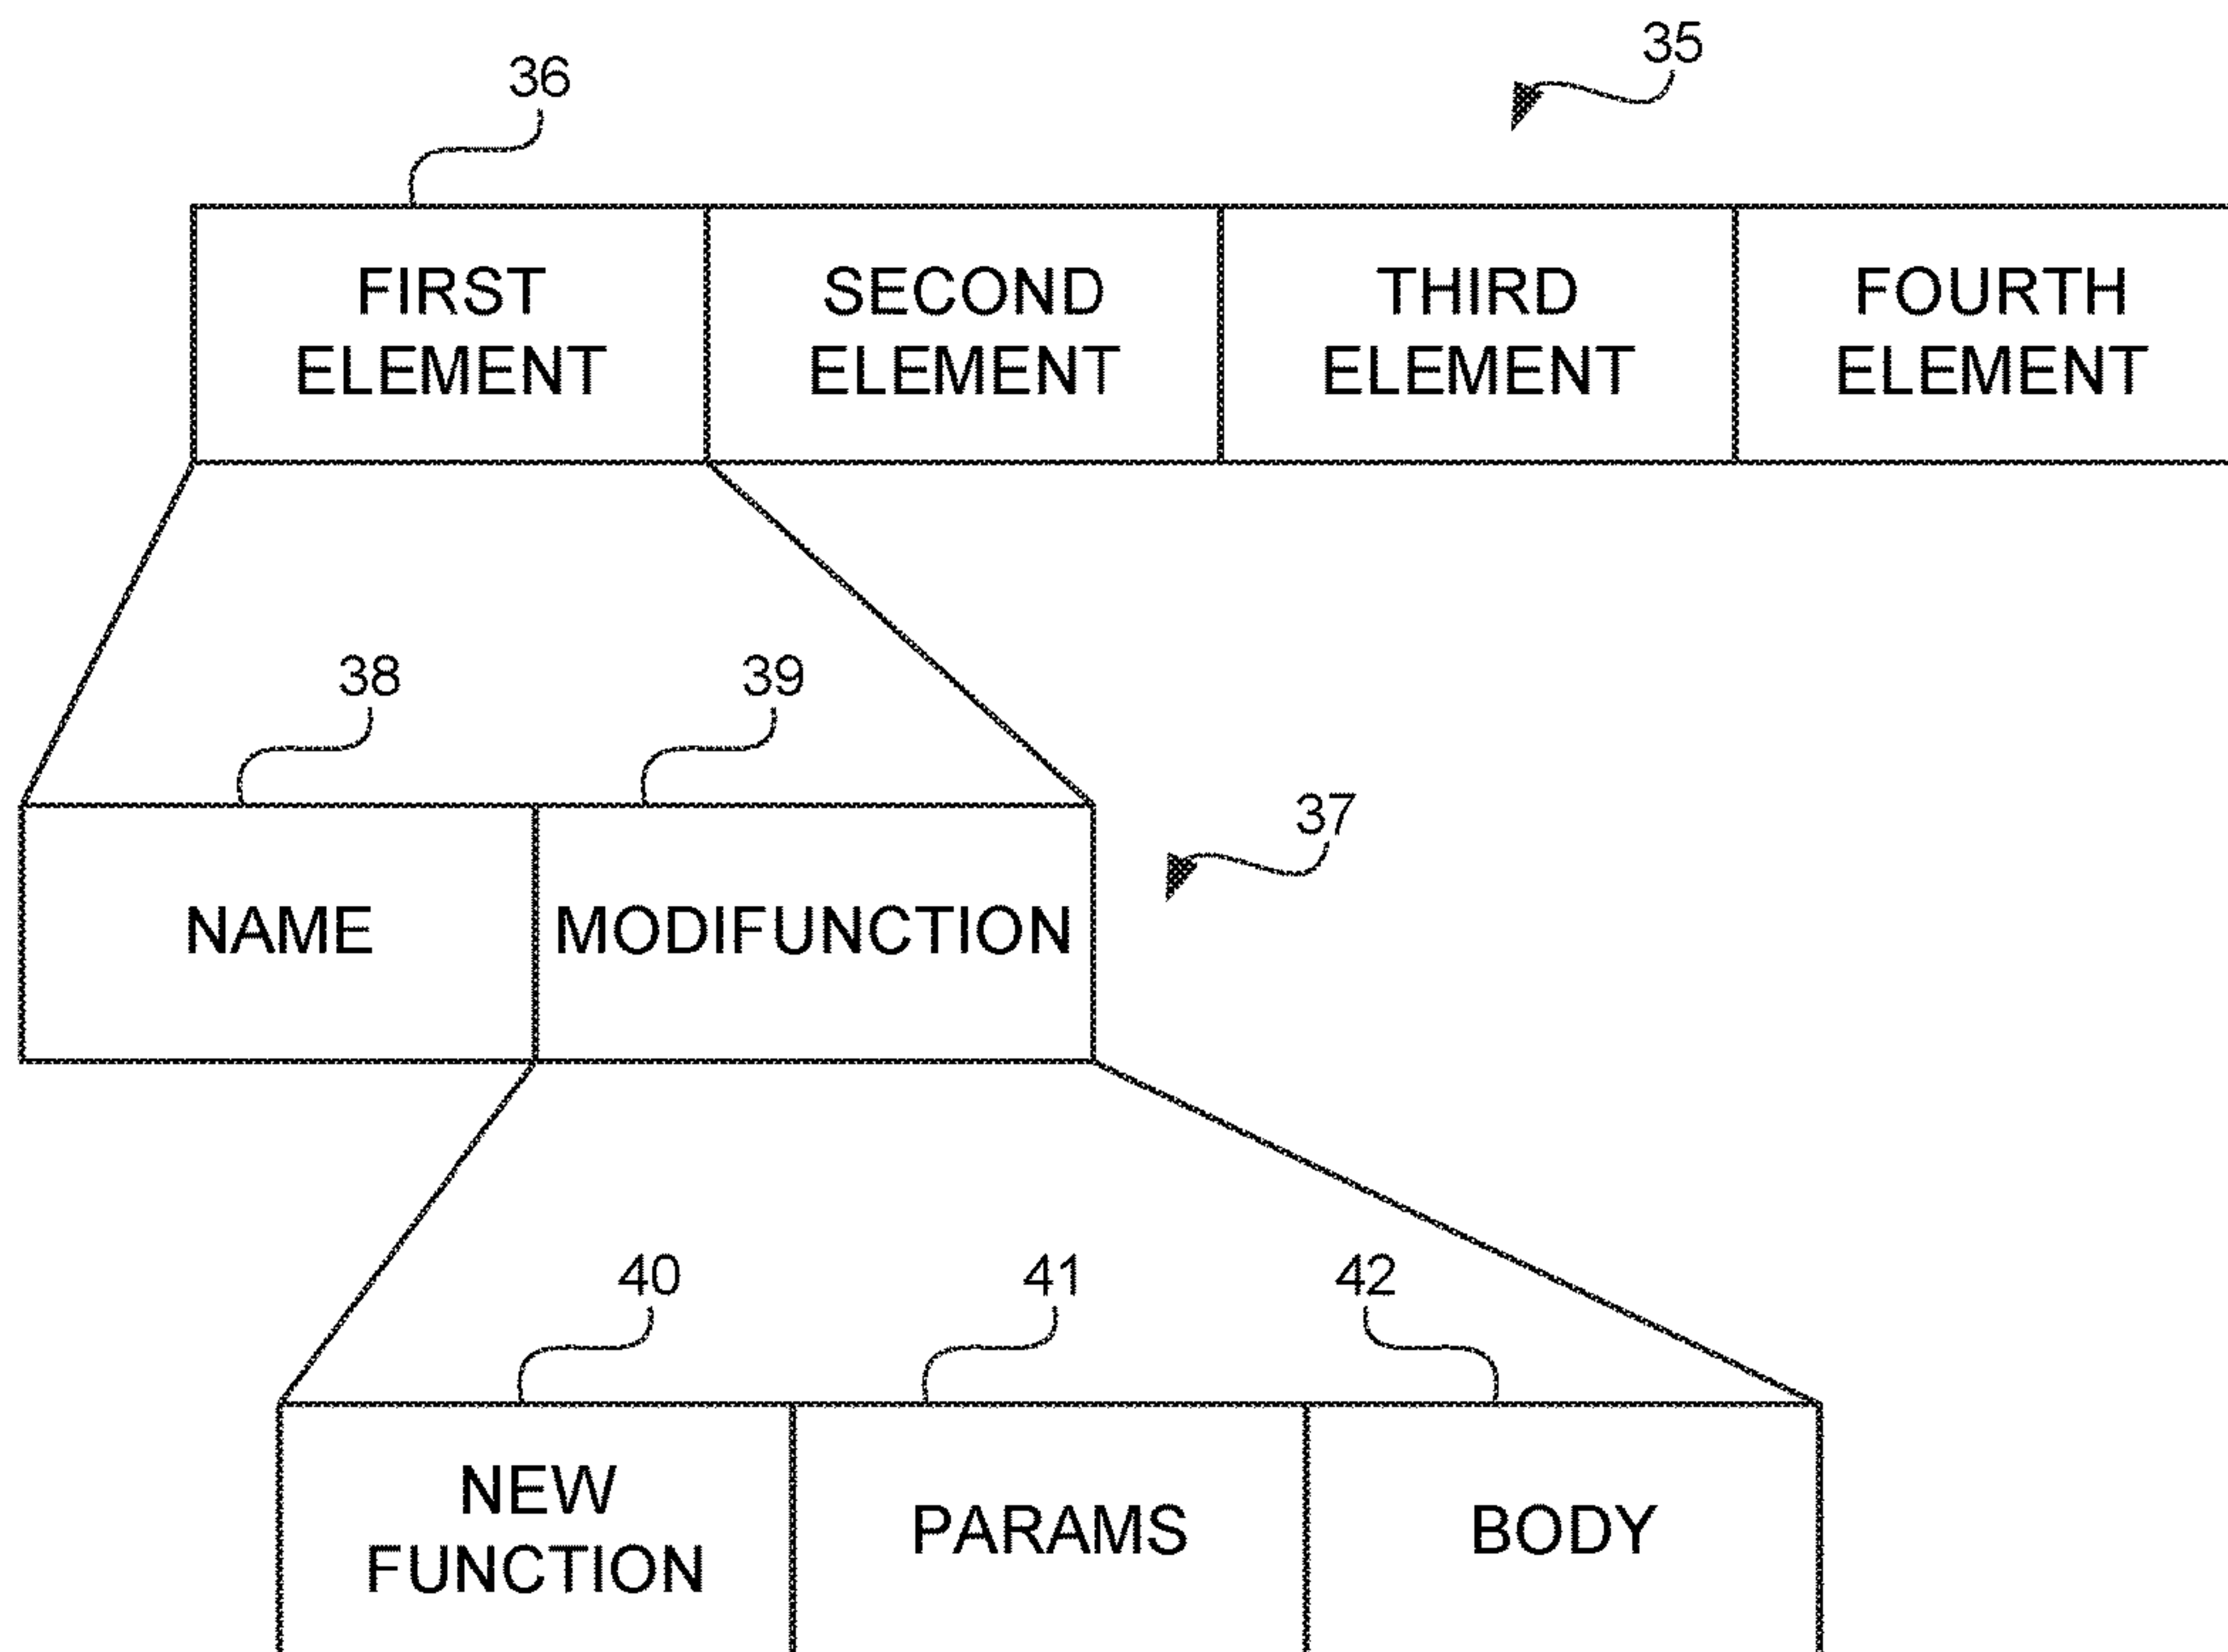 35
36
FIRST SECOND THIRD FOURTH
ELEMENT ELEMENT ELEMENT ELEMENT
38 39
37
NAME MODIFUNCTION
40 41 42
NEW
FUNCTION PARAMS BODY